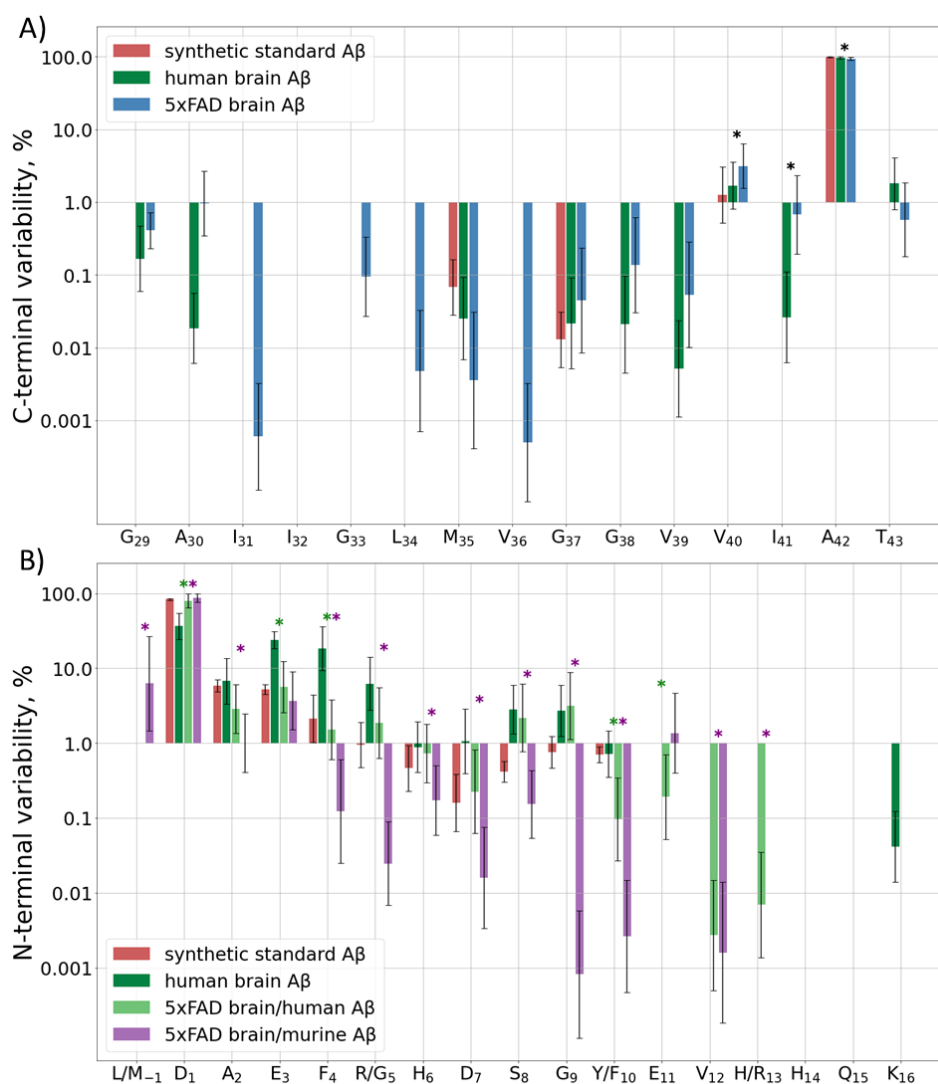 A)
C-terminal variability, %
100.0
10.0
1.0
0.1
0.01
0.001
synthetic standard Aβ
human brain Aβ
5xFAD brain Aβ
*
*
*
G₂₉ A₃₀ I₃₁ I₃₂ G₃₃ L₃₄ M₃₅ V₃₆ G₃₇ G₃₈ V₃₉ V₄₀ I₄₁ A₄₂ T₄₃
B)
N-terminal variability, %
100.0
10.0
1.0
0.1
0.01
0.001
* * * * * * * * * * * * * * * * *
synthetic standard Aβ
human brain Aβ
5xFAD brain/human Aβ
5xFAD brain/murine Aβ
L/M₋₁ D₁ A₂ E₃ F₄ R/G₅ H₆ D₇ S₈ G₉ Y/F₁₀ E₁₁ V₁₂ H/R₁₃ H₁₄ Q₁₅ K₁₆